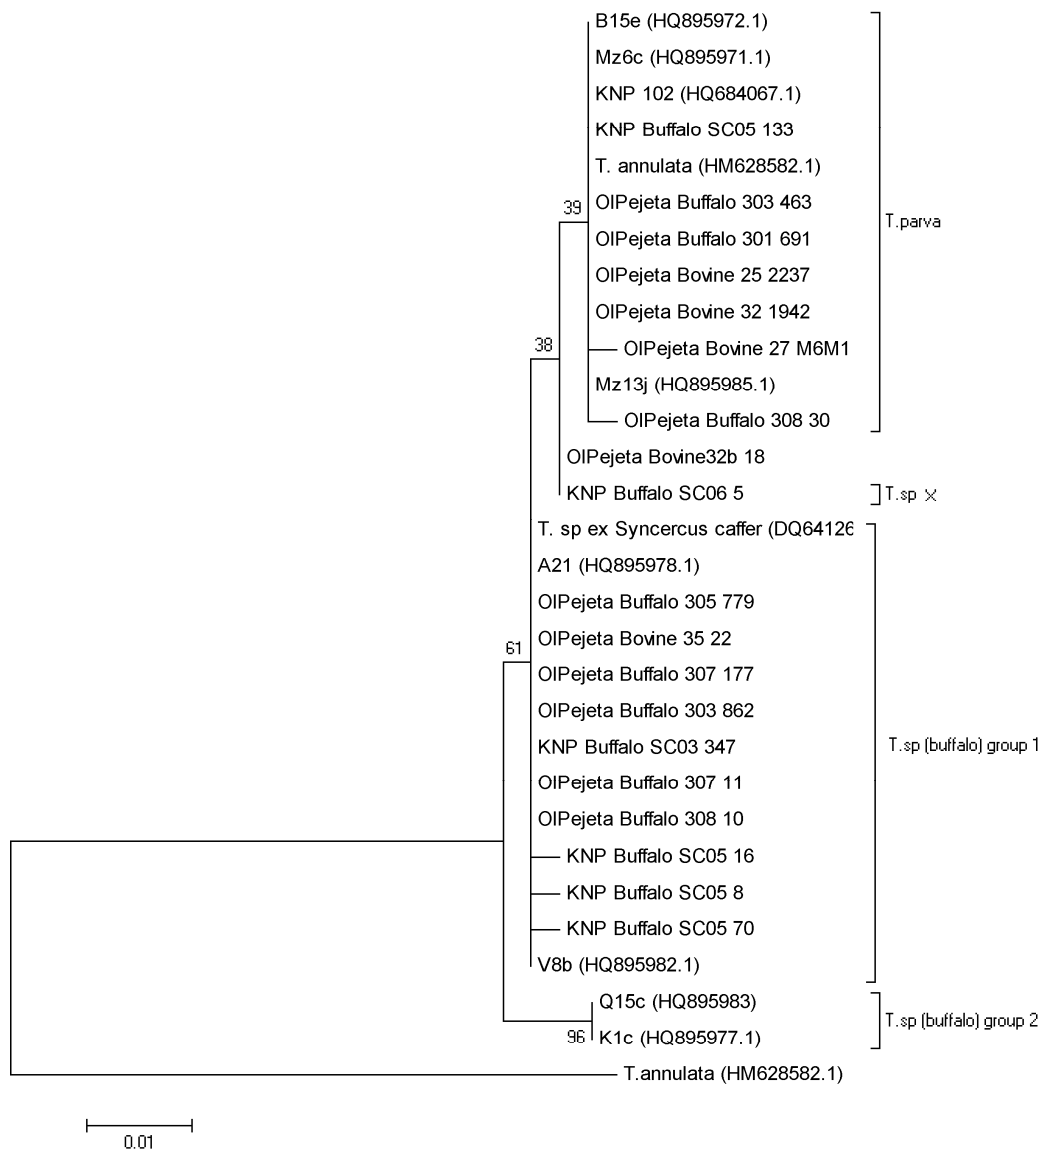 B15e (HQ895972.1)
Mz6c (HQ895971.1)
KNP 102 (HQ684067.1)
KNP Buffalo SC05 133
T. annulata (HM628582.1)
39
OlPejeta Buffalo 303 463
T.parva
OlPejeta Buffalo 301 691
OlPejeta Bovine 25 2237
OlPejeta Bovine 32 1942
38
OlPejeta Bovine 27 M6M1
Mz13j (HQ895985.1)
OlPejeta Buffalo 308 30
OlPejeta Bovine32b 18
KNP Buffalo SC06 5
T.sp X
T. sp ex Syncercus caffer (DQ64126
A21 (HQ895978.1)
OlPejeta Buffalo 305 779
OlPejeta Bovine 35 22
61
OlPejeta Buffalo 307 177
OlPejeta Buffalo 303 862
KNP Buffalo SC03 347
T.sp (buffalo) group 1
OlPejeta Buffalo 307 11
OlPejeta Buffalo 308 10
KNP Buffalo SC05 16
KNP Buffalo SC05 8
KNP Buffalo SC05 70
V8b (HQ895982.1)
Q15c (HQ895983)
T.sp (buffalo) group 2
96
K1c (HQ895977.1)
T.annulata (HM628582.1)
0.01